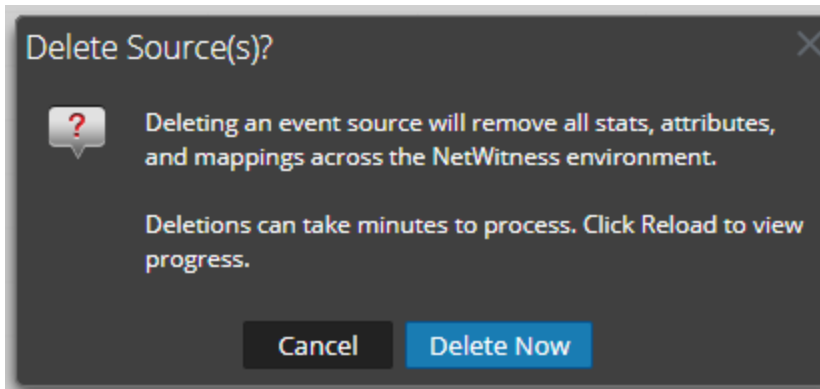 Delete Source(s)?
Deleting an event source will remove all stats, attributes,
and mappings across the NetWitness environment.
Deletions can take minutes to process. Click Reload to view
progress.
Cancel
Delete Now